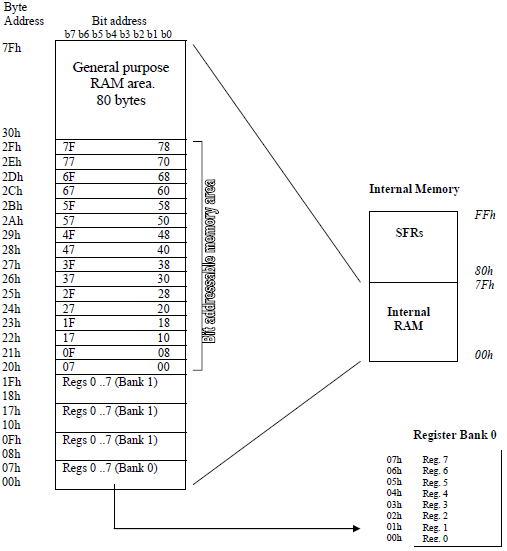 Byte
Address Bit address
b7 b6 b5 b4 b3 b2 b1 b0
7Fh
General purpose
RAM area.
80 bytes
30h
2Fh 7F 78
2Eh 77 70
2Dh 6F 68
2Ch 67 60
2Bh 5F 58
2Ah 57 50
29h 4F 48
28h 47 40
27h 3F 38
26h 37 30
25h 2F 28
24h 27 20
23h 1F 18
22h 17 10
21h 0F 08
20h 07 00
Bit addressable memory area
1Fh Regs 0 ..7 (Bank 1)
18h
17h Regs 0 ..7 (Bank 1)
10h
0Fh Regs 0 ..7 (Bank 1)
08h
07h Regs 0 ..7 (Bank 0)
00h
Internal Memory
FFh
SFRs
80h
7Fh
Internal
RAM
00h
Register Bank 0
07h Reg. 7
06h Reg. 6
05h Reg. 5
04h Reg. 4
03h Reg. 3
02h Reg. 2
01h Reg. 1
00h Reg. 0